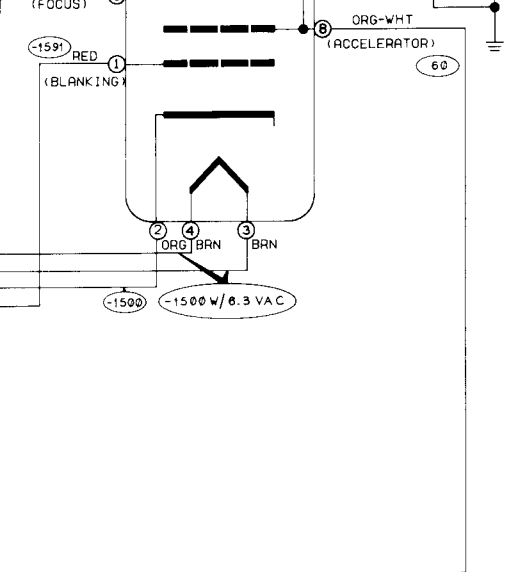 (FOCUS)
ORG-WHT
8
(ACCELERATOR)
-1591
RED
1
60
(BLANKING)
2
4
3
ORG
BRN
BRN
-1500
-1500 W/6.3 VAC